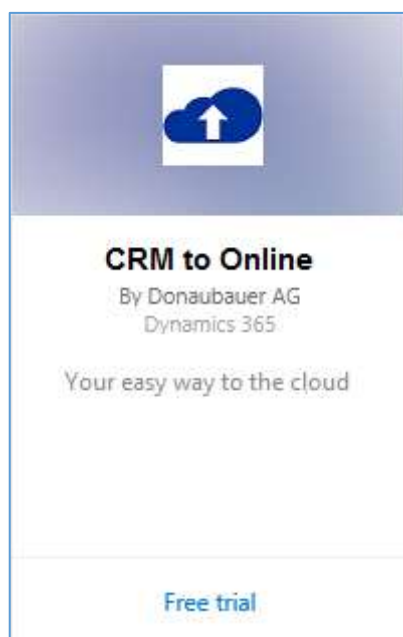 CRM to Online
By Donaubauer AG
Dynamics 365
Your easy way to the cloud
Free trial